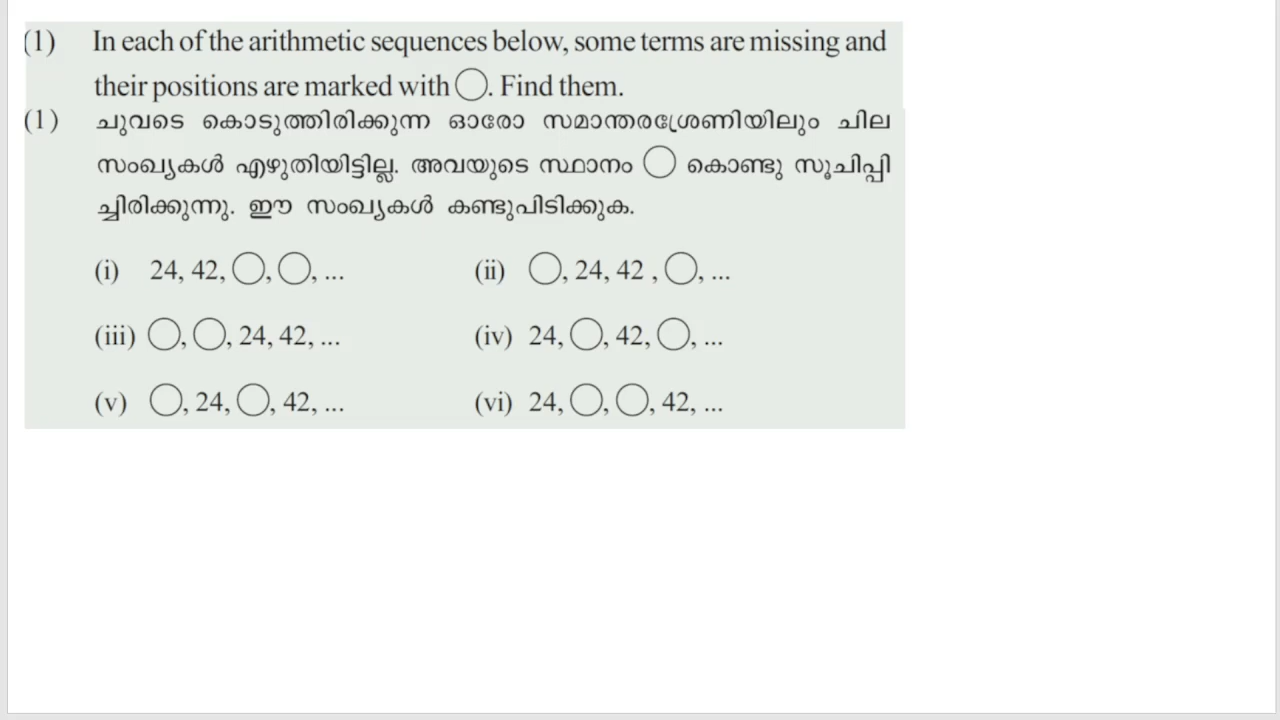 (1) In each of the arithmetic sequences below, some terms are missing and
their positions are marked with ◯. Find them.
(1) ചുവടെ കൊടുത്തിരിക്കുന്ന ഓരോ സമാന്തരശ്രേണിയിലും ചില
സംഖ്യകൾ എഴുതിയിട്ടില്ല. അവയുടെ സ്ഥാനം ◯ കൊണ്ടു സൂചിപ്പി
ച്ചിരിക്കുന്നു. ഈ സംഖ്യകൾ കണ്ടുപിടിക്കുക.
(i) 24, 42, ◯, ◯, ... (ii) ◯, 24, 42 , ◯, ...
(iii) ◯, ◯, 24, 42, ... (iv) 24, ◯, 42, ◯, ...
(v) ◯, 24, ◯, 42, ... (vi) 24, ◯, ◯, 42, ...